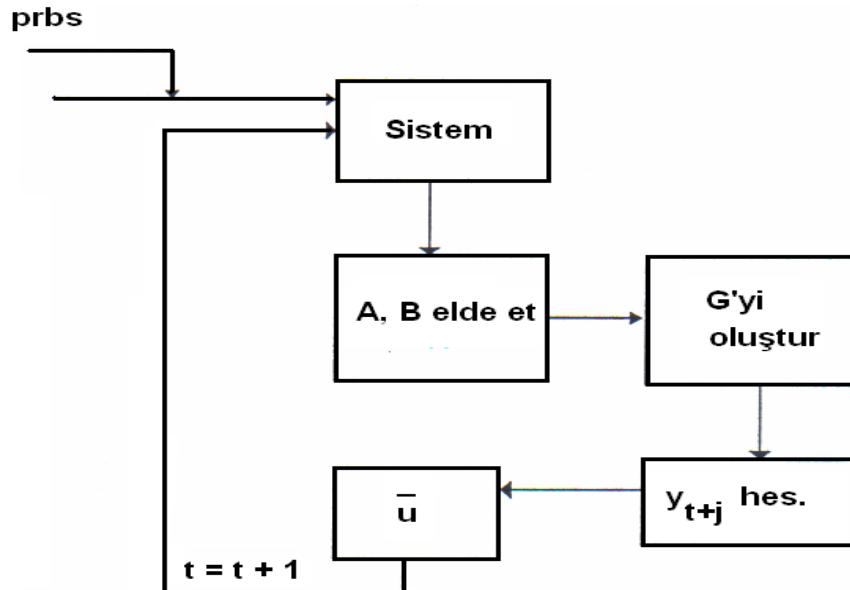 prbs
Sistem
A, B elde et
G'yi
oluştur
y_{t+j} hes.
u̅
t = t + 1